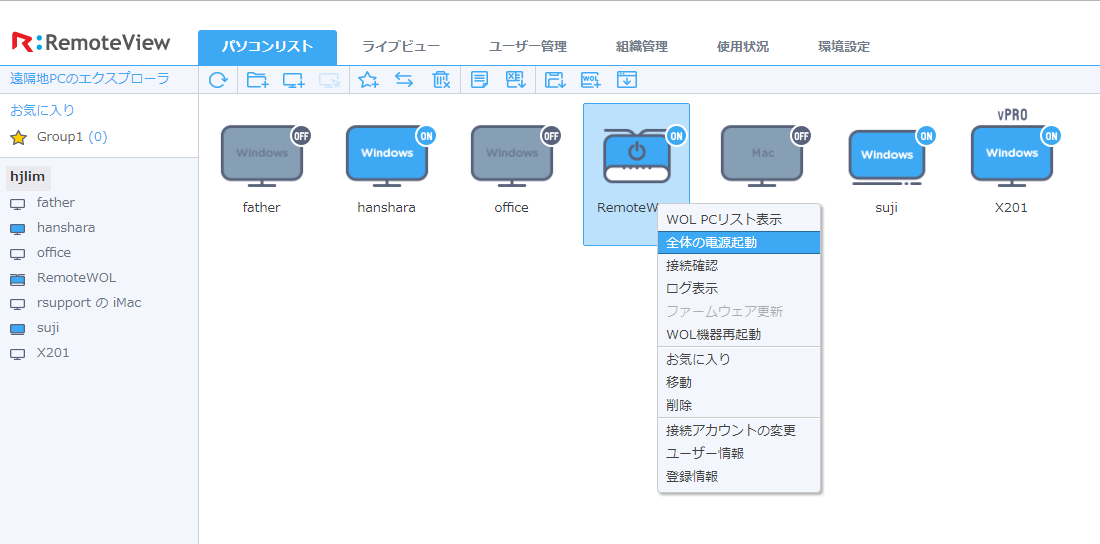 R:RemoteView
パソコンリスト
ライブビュー
ユーザー管理
組織管理
使用状況
環境設定
遠隔地PCのエクスプローラ
XE
WOL
お気に入り
Group1 (0)
hjlim
father
hanshara
office
RemoteWOL
rsupport の iMac
suji
X201
Windows OFF
father
Windows ON
hanshara
Windows OFF
office
ON
RemoteW
Mac OFF
Windows ON
suji
vPRO
Windows ON
X201
WOL PCリスト表示
全体の電源起動
接続確認
ログ表示
ファームウェア更新
WOL機器再起動
お気に入り
移動
削除
接続アカウントの変更
ユーザー情報
登録情報